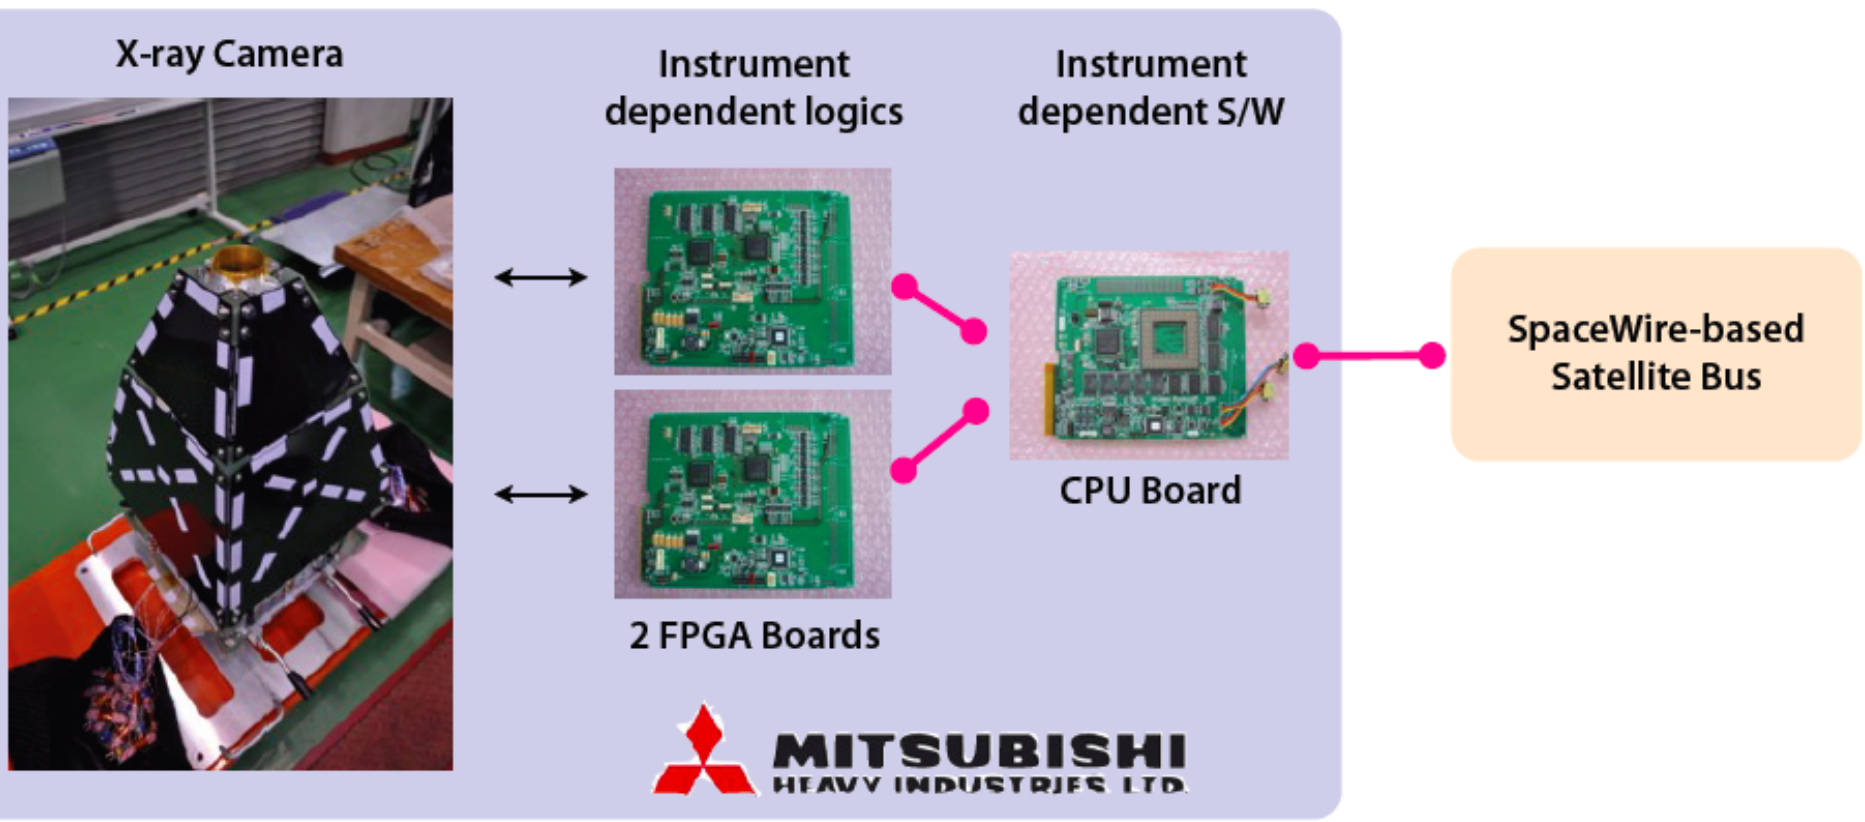 X-ray Camera
Instrument
dependent logics
Instrument
dependent S/W
2 FPGA Boards
CPU Board
SpaceWire-based
Satellite Bus
MITSUBISHI
HEAVY INDUSTRIES LTD.